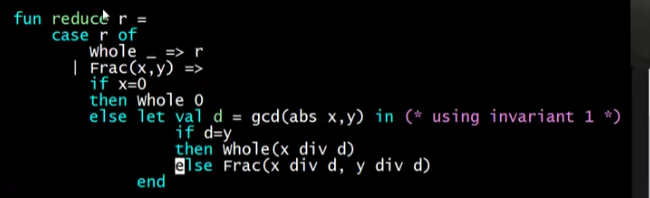 fun reduce r =
case r of
Whole _ => r
| Frac(x,y) =>
if x=0
then Whole 0
else let val d = gcd(abs x,y) in (* using invariant 1 *)
if d=y
then Whole(x div d)
else Frac(x div d, y div d)
end